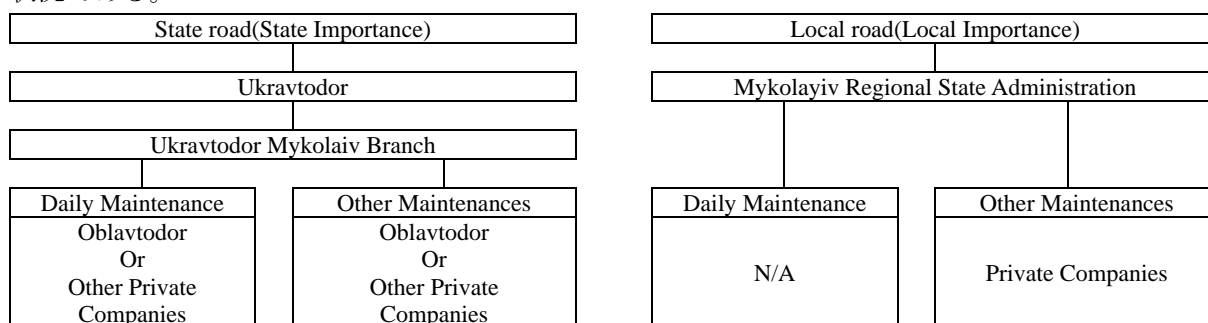 State road(State Importance)
Ukravtodor
Ukravtodor Mykolaiv Branch
Daily Maintenance
Oblavtodor
Or
Other Private
Companies
Other Maintenances
Oblavtodor
Or
Other Private
Companies
Local road(Local Importance)
Mykolayiv Regional State Administration
Daily Maintenance
N/A
Other Maintenances
Private Companies